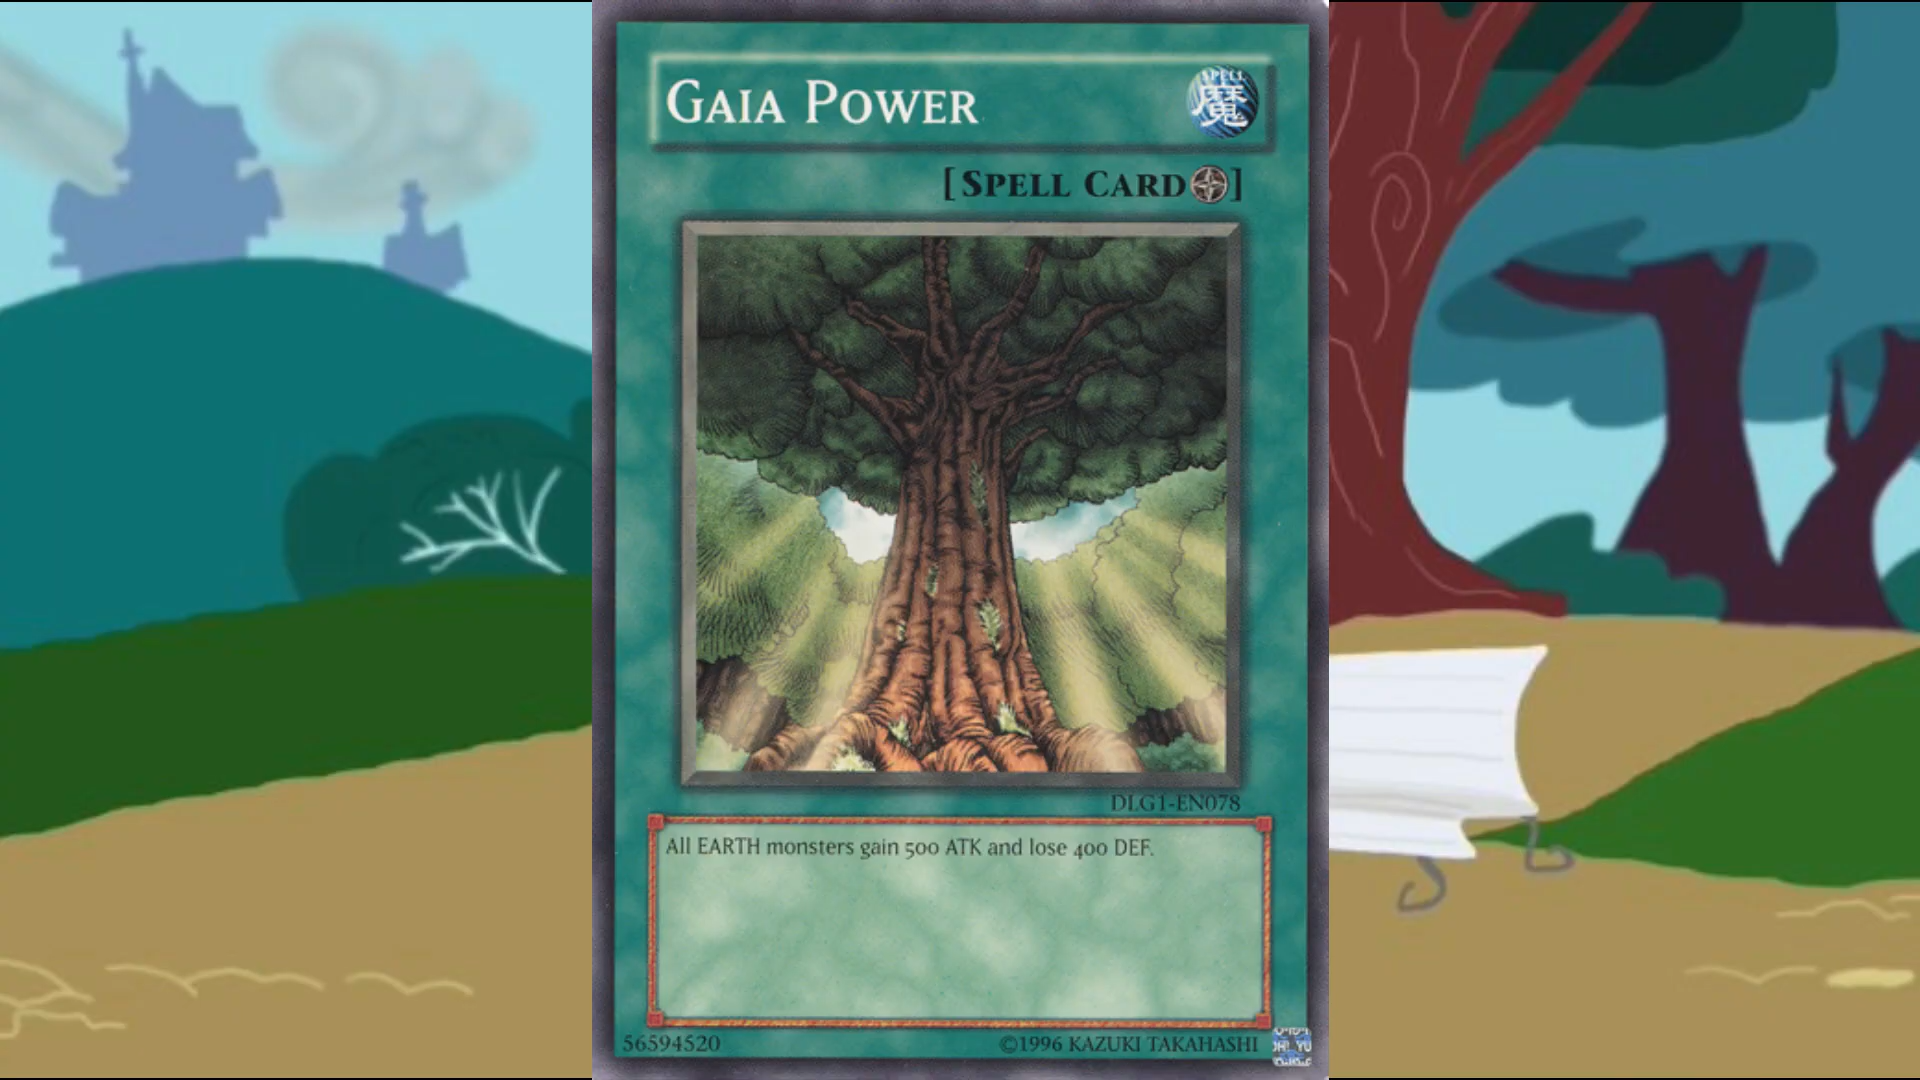 GAIA POWER
SPELL
魔
[SPELL CARD]
DLG1-EN078
All EARTH monsters gain 500 ATK and lose 400 DEF.
56594520
©1996 KAZUKI TAKAHASHI